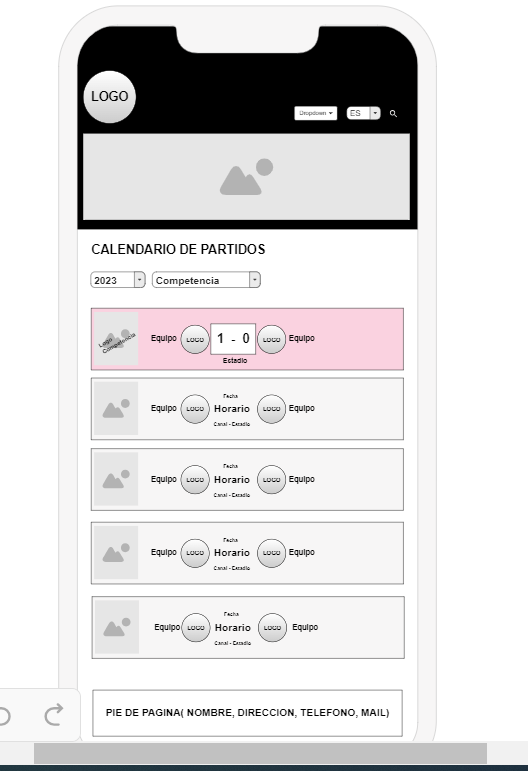 LOGO
Dropdown
ES
CALENDARIO DE PARTIDOS
2023
Competencia
Logo
Competencia
Equipo LOGO 1 - 0 LOGO Equipo
Estadio
Fecha
Equipo LOGO Horario LOGO Equipo
Canal - Estadio
Fecha
Equipo LOGO Horario LOGO Equipo
Canal - Estadio
Fecha
Equipo LOGO Horario LOGO Equipo
Canal - Estadio
Fecha
Equipo LOGO Horario LOGO Equipo
Canal - Estadio
PIE DE PAGINA( NOMBRE, DIRECCION, TELEFONO, MAIL)